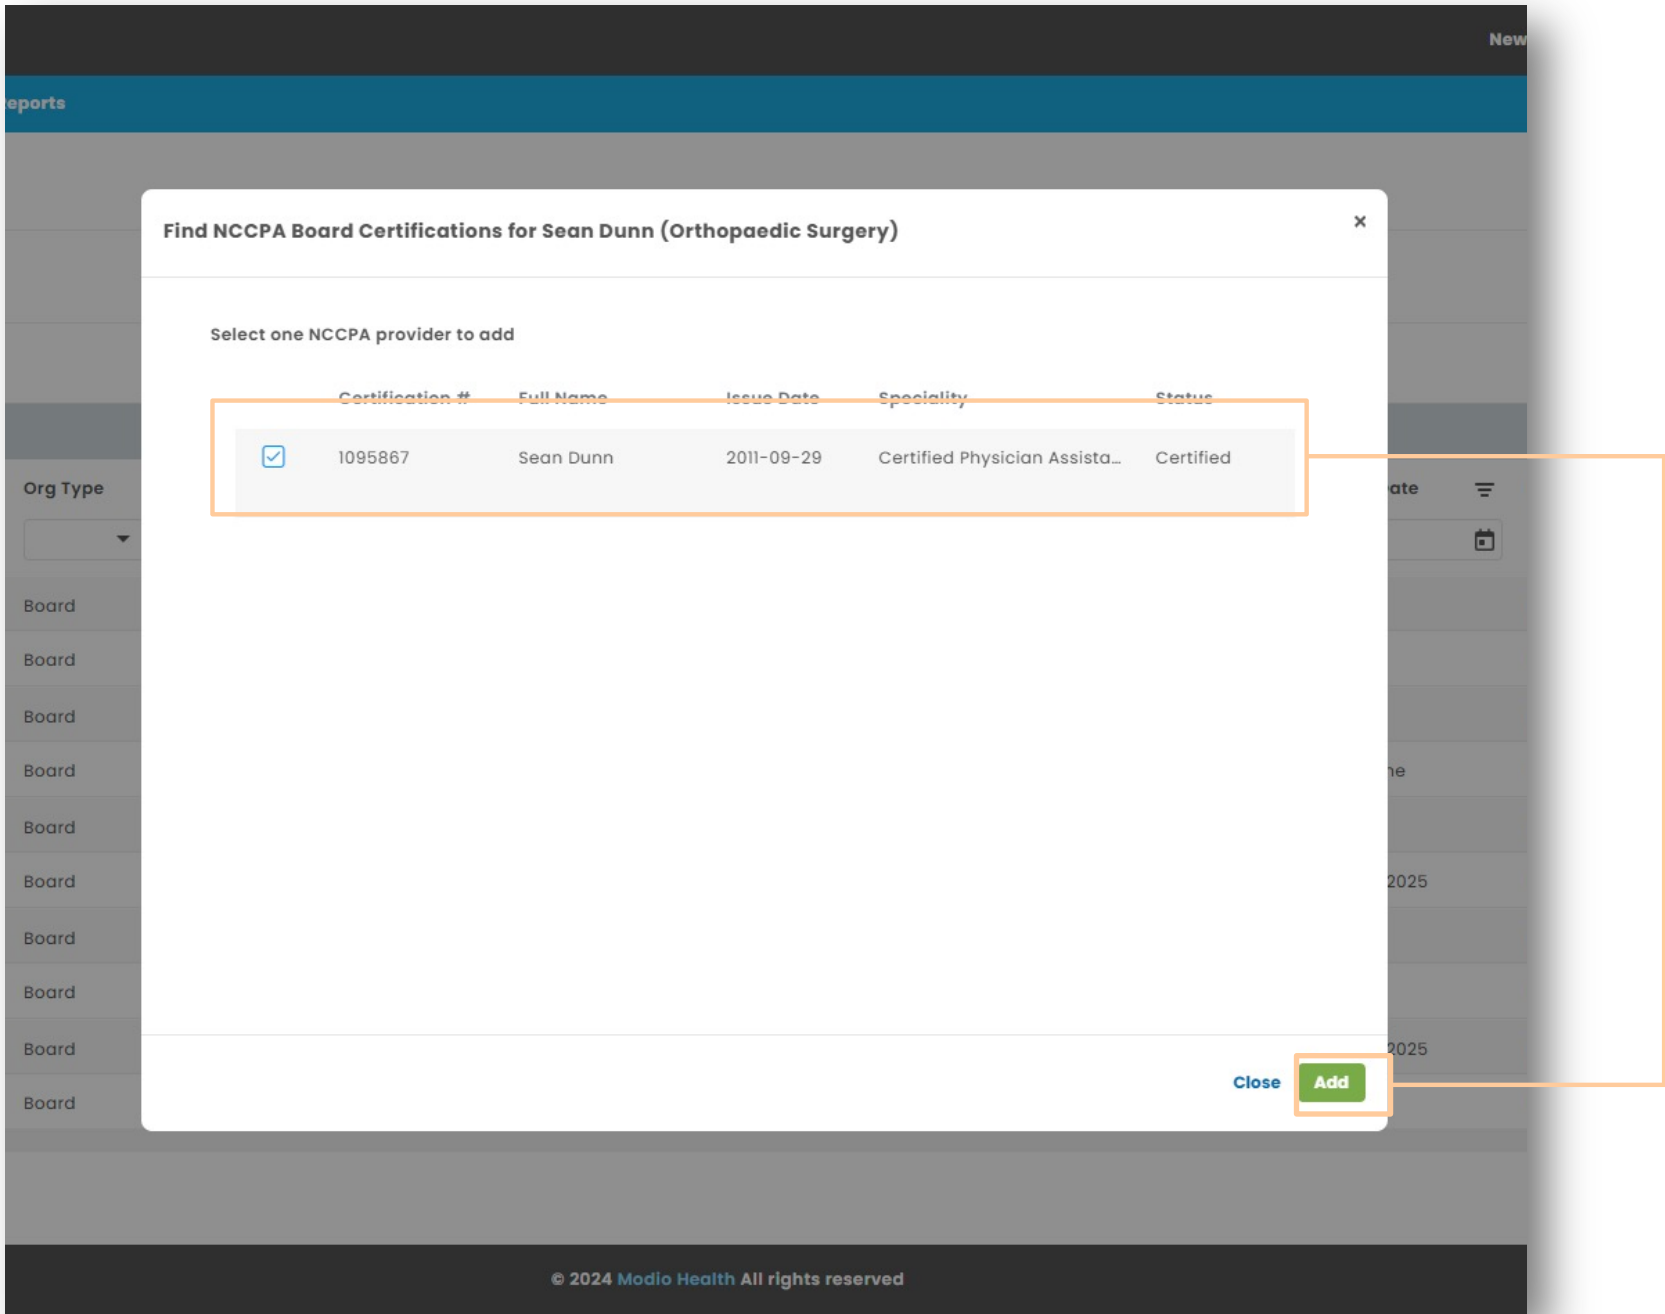 New
eports
Find NCCPA Board Certifications for Sean Dunn (Orthopaedic Surgery)
×
Select one NCCPA provider to add
Certification # Full Name Issue Date Speciality Status
1095867 Sean Dunn 2011-09-29 Certified Physician Assista... Certified
Org Type ate
Board
Board
Board
Board ne
Board
Board 2025
Board
Board
Board 2025
Close Add
Board
© 2024 Modio Health All rights reserved